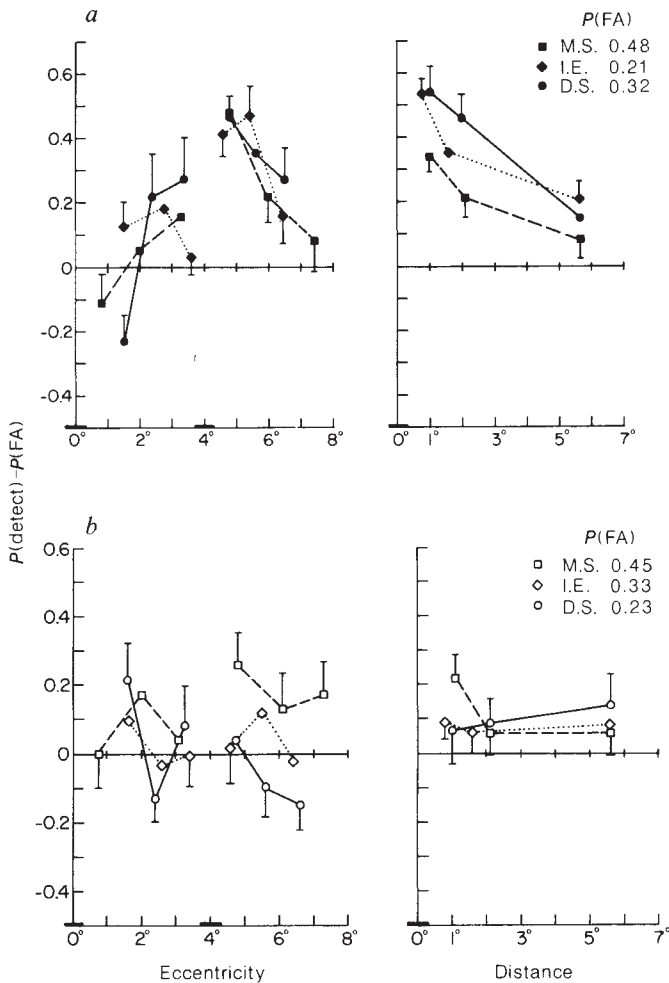 a
P(FA)
M.S. 0.48
I.E. 0.21
D.S. 0.32
0.6
0.4
0.2
0
-0.2
-0.4
0° 2° 4° 6° 8°
0° 1° 3° 5° 7°
P(detect)-P(FA)
b
P(FA)
M.S. 0.45
I.E. 0.33
D.S. 0.23
0.6
0.4
0.2
0
-0.2
-0.4
0° 2° 4° 6° 8°
0° 1° 3° 5° 7°
Eccentricity
Distance